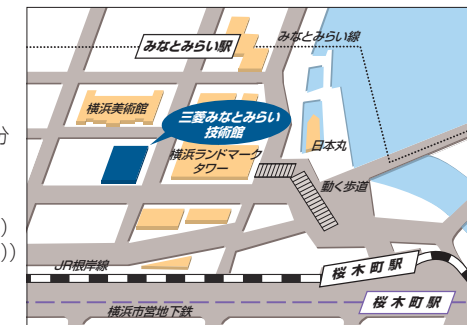 みなとみらい駅
みなとみらい線
横浜美術館
三菱みなとみらい
技術館
分
日本丸
横浜ランドマーク
タワー
動く歩道
)
))
JR根岸線
桜木町駅
桜木町駅
横浜市営地下鉄